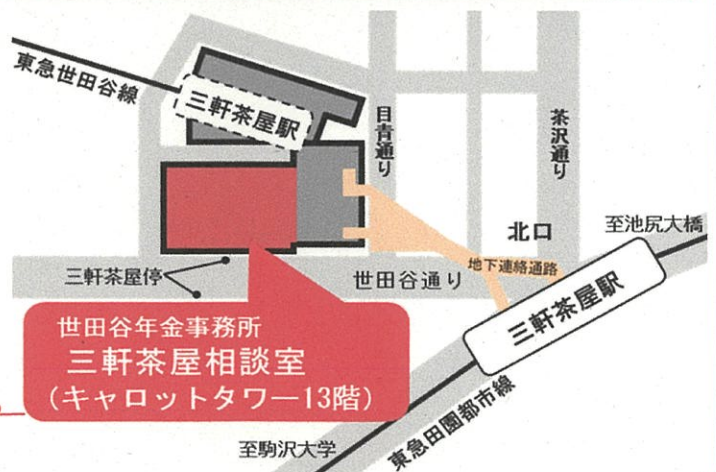 東急世田谷線
三軒茶屋駅
目青通り
茶沢通り
北口
至池尻大橋
地下連絡通路
三軒茶屋停
世田谷通り
三軒茶屋駅
世田谷年金事務所
三軒茶屋相談室
(キャロットタワー13階)
至駒沢大学
東急田園都市線